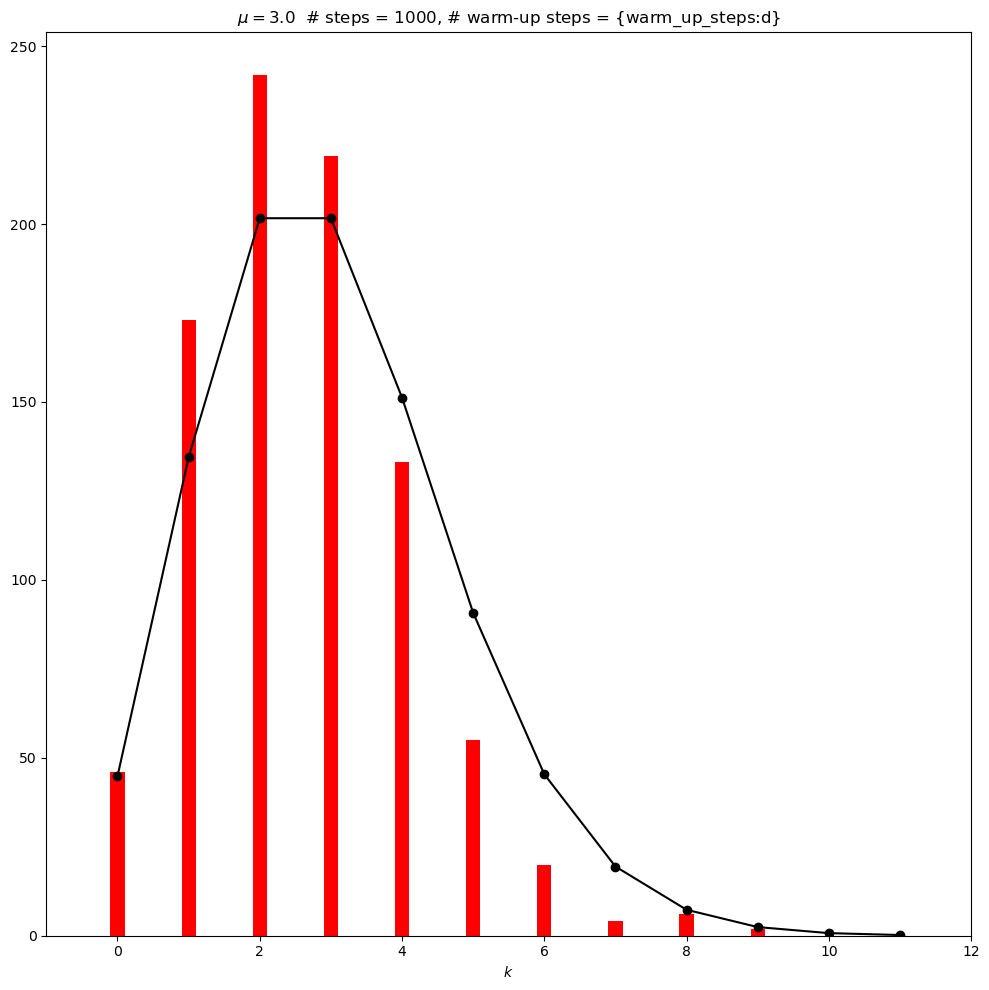 μ = 3.0 # steps = 1000, # warm-up steps = {warm_up_steps:d}
250
200
150
100
50
0
0 2 4 6 8 10 12
k